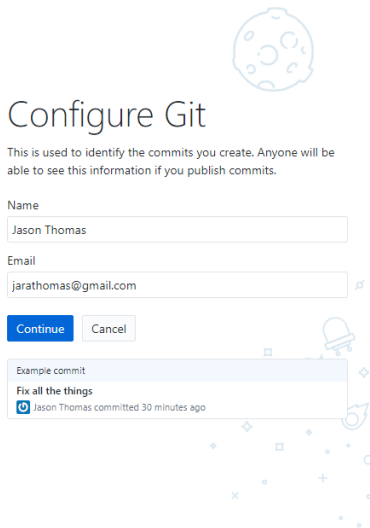 Configure Git
This is used to identify the commits you create. Anyone will be
able to see this information if you publish commits.
Name
Jason Thomas
Email
jarathomas@gmail.com
Continue Cancel
Example commit
Fix all the things
Jason Thomas committed 30 minutes ago